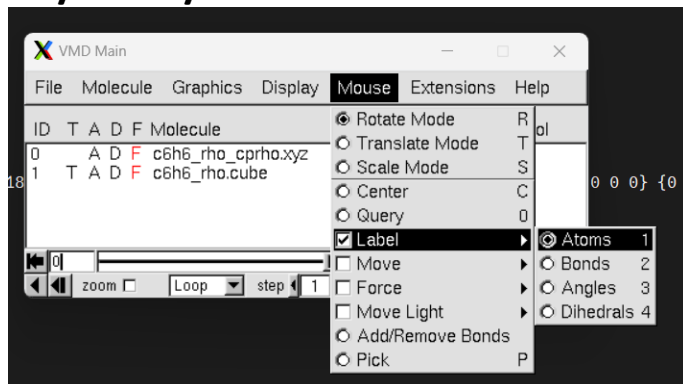 VMD Main
File Molecule Graphics Display Mouse Extensions Help
ID T A D F Molecule
0 A D F c6h6_rho_cprho.xyz
1 T A D F c6h6_rho.cube
ol
18
0 0 0} {0
0
zoom Loop step 1
Rotate Mode R
Translate Mode T
Scale Mode S
Center C
Query 0
Label
Move
Force
Move Light
Add/Remove Bonds
Pick P
Atoms 1
Bonds 2
Angles 3
Dihedrals 4